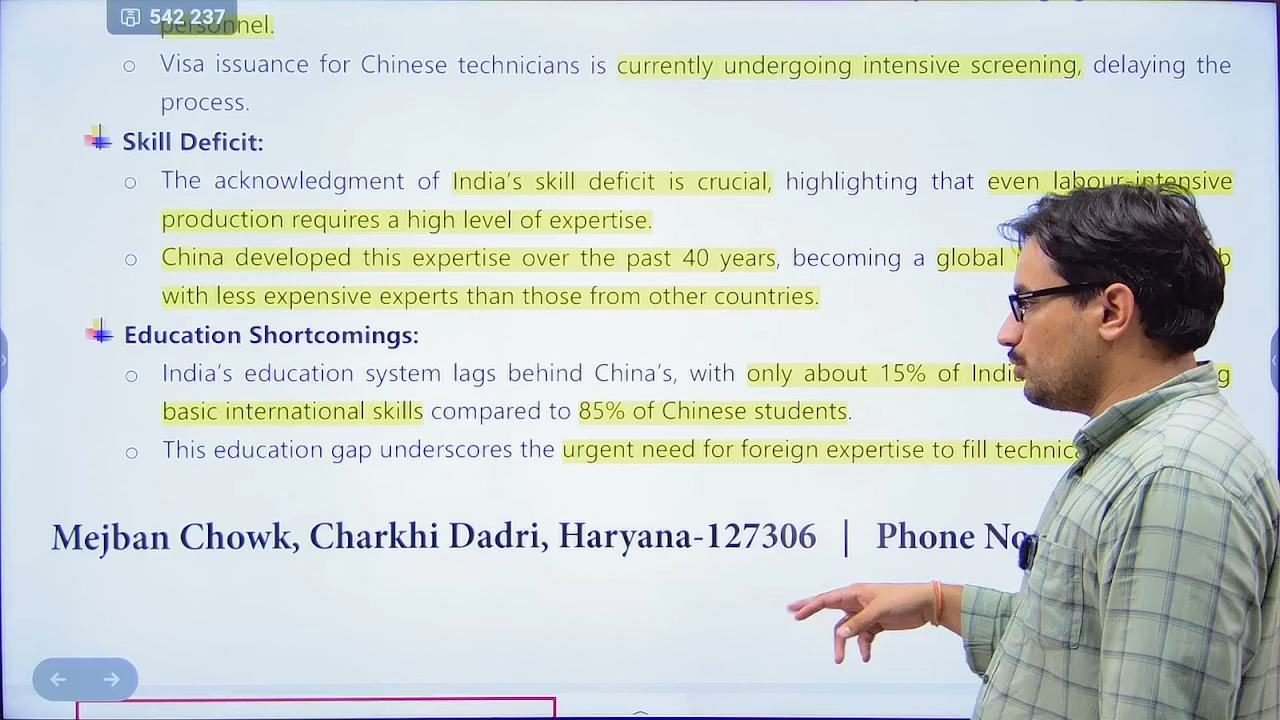 542 237
personnel.
Visa issuance for Chinese technicians is currently undergoing intensive screening, delaying the
process.
Skill Deficit:
The acknowledgment of India's skill deficit is crucial, highlighting that even labour-intensive
production requires a high level of expertise.
China developed this expertise over the past 40 years, becoming a global
with less expensive experts than those from other countries.
Education Shortcomings:
India's education system lags behind China's, with only about 15% of
basic international skills compared to 85% of Chinese students.
This education gap underscores the urgent need for foreign expertise to fill
Mejban Chowk, Charkhi Dadri, Haryana-127306 | Phone